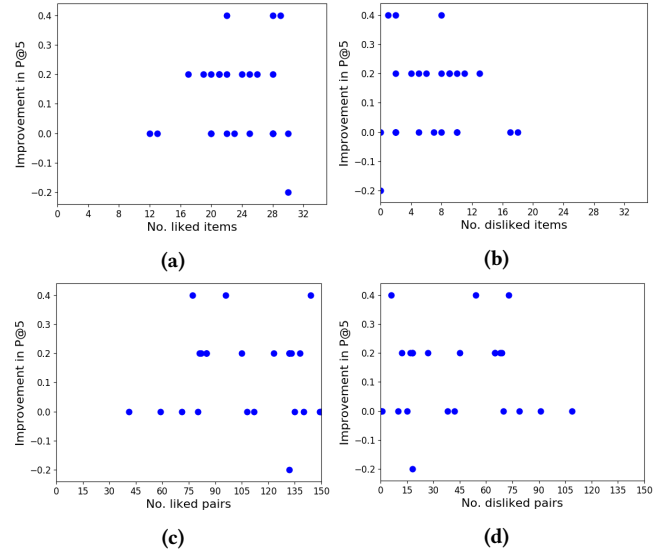 0.4
0.3
0.2
0.1
0.0
−0.1
−0.2
Improvement in P@5
0 4 8 12 16 20 24 28 32
No. liked items
(a)
0.4
0.3
0.2
0.1
0.0
−0.1
−0.2
Improvement in P@5
0 4 8 12 16 20 24 28 32
No. disliked items
(b)
0.4
0.3
0.2
0.1
0.0
−0.1
−0.2
Improvement in P@5
0 15 30 45 60 75 90 105 120 135 150
No. liked pairs
(c)
0.4
0.3
0.2
0.1
0.0
−0.1
−0.2
Improvement in P@5
0 15 30 45 60 75 90 105 120 135 150
No. disliked pairs
(d)